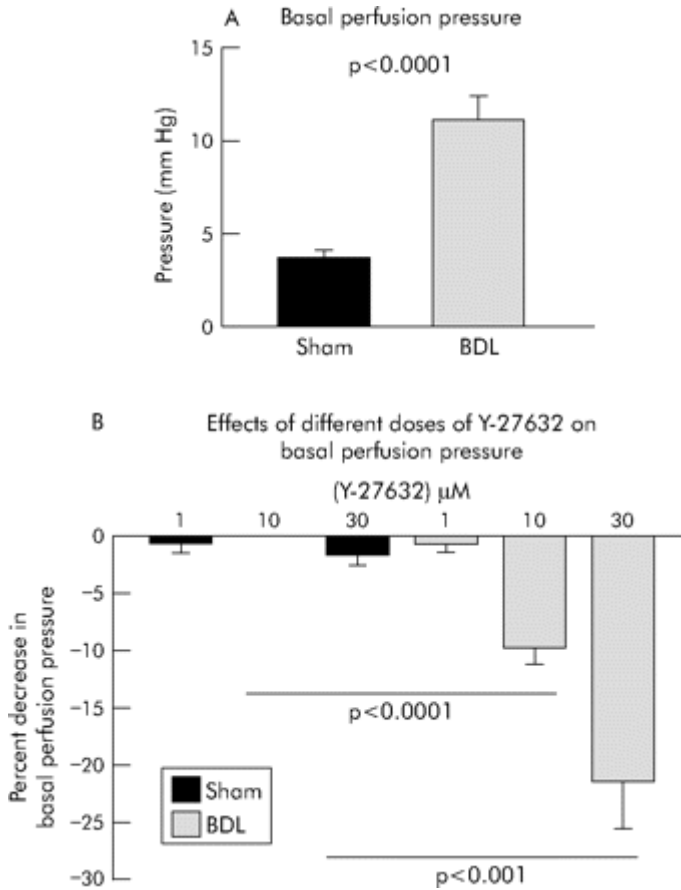 A Basal perfusion pressure
15
p<0.0001
10
Pressure (mm Hg)
5
0
Sham BDL
B Effects of different doses of Y-27632 on
basal perfusion pressure
(Y-27632) µM
1 10 30 1 10 30
0
−5
−10
−15
−20
−25
−30
Percent decrease in
basal perfusion pressure
p<0.0001
Sham
BDL
p<0.001